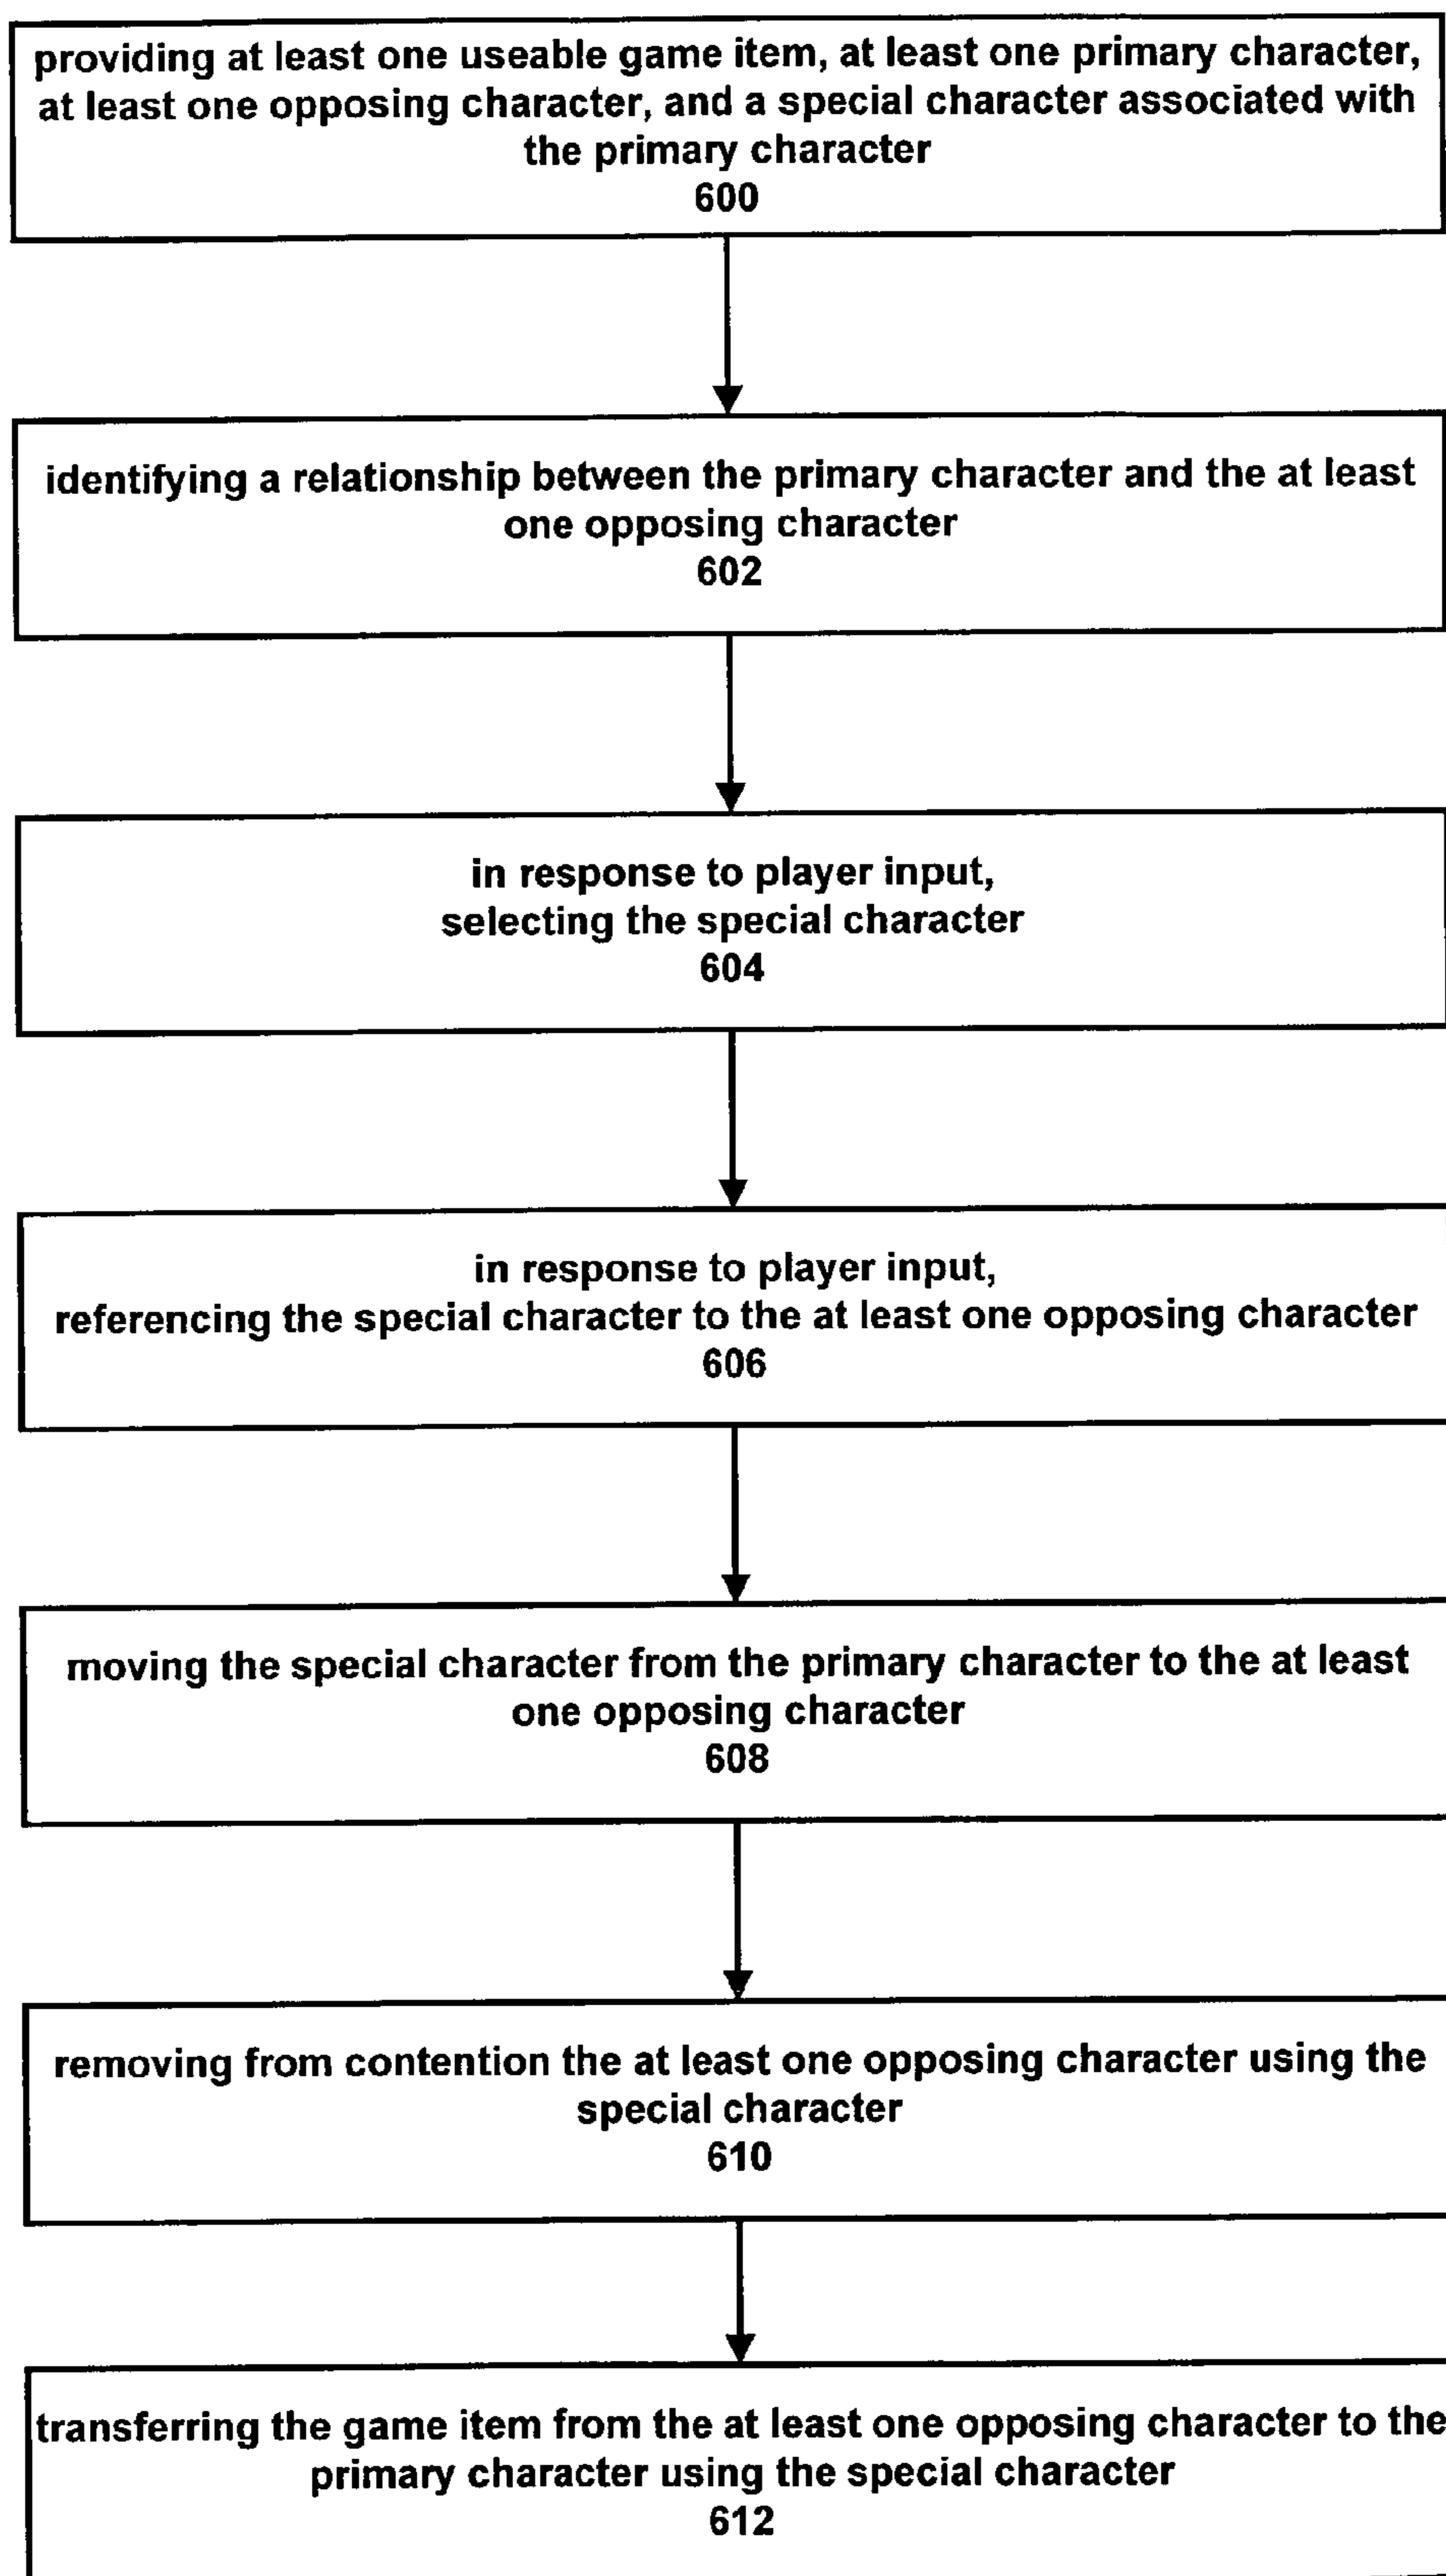 providing at least one useable game item, at least one primary character,
at least one opposing character, and a special character associated with
the primary character
600
identifying a relationship between the primary character and the at least
one opposing character
602
in response to player input,
selecting the special character
604
in response to player input,
referencing the special character to the at least one opposing character
606
moving the special character from the primary character to the at least
one opposing character
608
removing from contention the at least one opposing character using the
special character
610
transferring the game item from the at least one opposing character to the
primary character using the special character
612